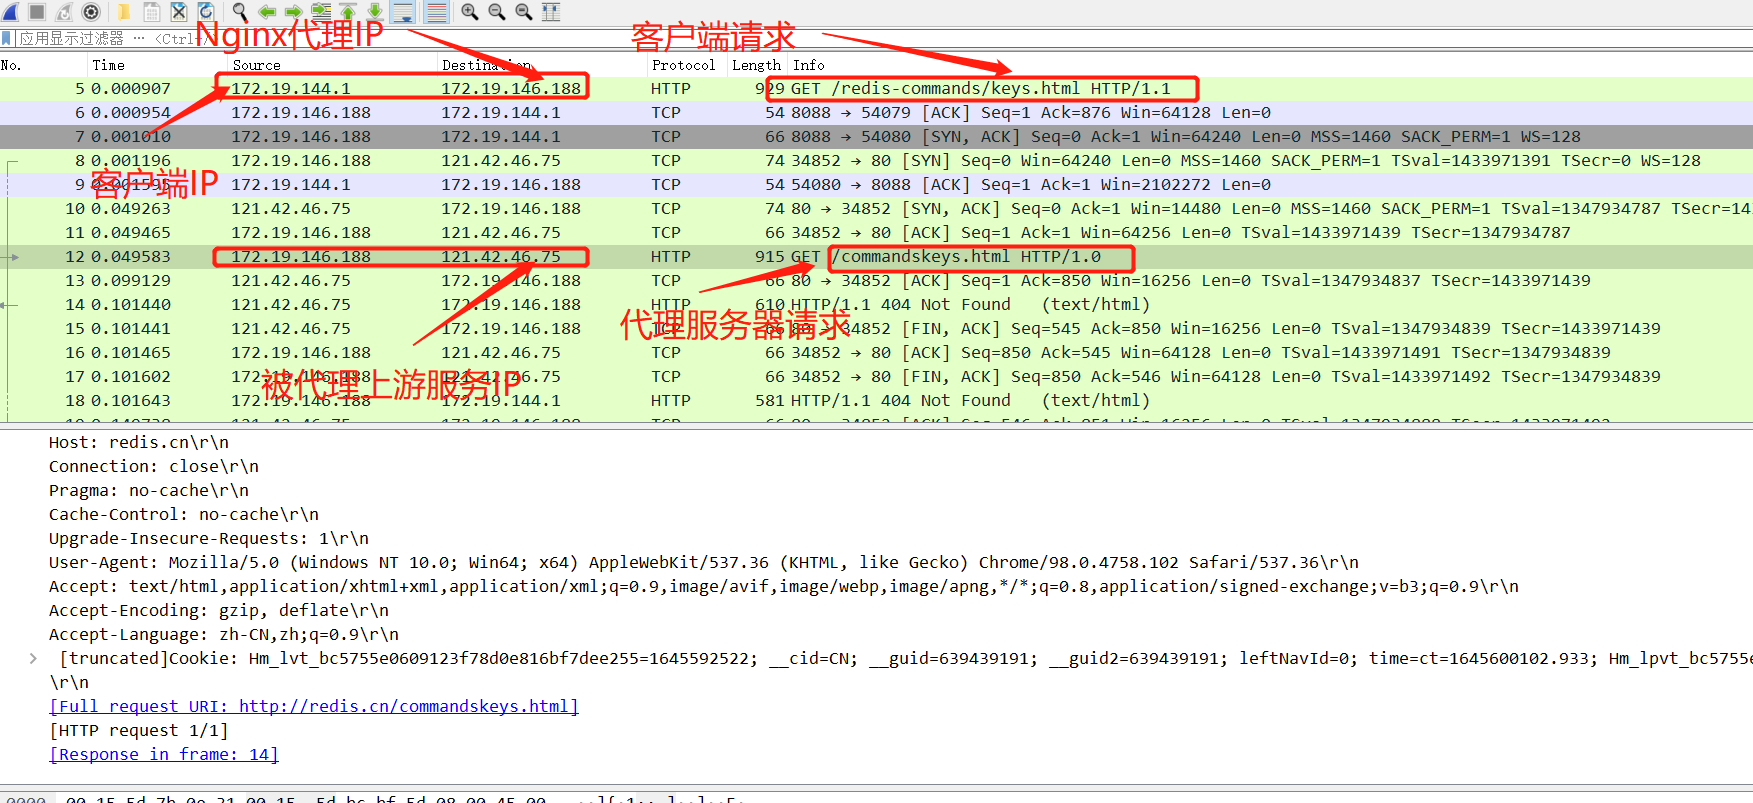 应用显示过滤器 … <Ctrl-/>
Nginx代理IP
客户端请求
No. Time Source Destination Protocol Length Info
5 0.000907 172.19.144.1 172.19.146.188 HTTP 929 GET /redis-commands/keys.html HTTP/1.1
6 0.000954 172.19.146.188 172.19.144.1 TCP 54 8088 → 54079 [ACK] Seq=1 Ack=876 Win=64128 Len=0
7 0.001010 172.19.146.188 172.19.144.1 TCP 66 8088 → 54080 [SYN, ACK] Seq=0 Ack=1 Win=64240 Len=0 MSS=1460 SACK_PERM=1 WS=128
8 0.001196 172.19.146.188 121.42.46.75 TCP 74 34852 → 80 [SYN] Seq=0 Win=64240 Len=0 MSS=1460 SACK_PERM=1 TSval=1433971391 TSecr=0 WS=128
客户端IP
9 0.001595 172.19.144.1 172.19.146.188 TCP 54 54080 → 8088 [ACK] Seq=1 Ack=1 Win=2102272 Len=0
10 0.049263 121.42.46.75 172.19.146.188 TCP 74 80 → 34852 [SYN, ACK] Seq=0 Ack=1 Win=14480 Len=0 MSS=1460 SACK_PERM=1 TSval=1347934787 TSecr=143
11 0.049465 172.19.146.188 121.42.46.75 TCP 66 34852 → 80 [ACK] Seq=1 Ack=1 Win=64256 Len=0 TSval=1433971439 TSecr=1347934787
12 0.049583 172.19.146.188 121.42.46.75 HTTP 915 GET /commandskeys.html HTTP/1.0
13 0.099129 121.42.46.75 172.19.146.188 TCP 66 80 → 34852 [ACK] Seq=1 Ack=850 Win=16256 Len=0 TSval=1347934837 TSecr=1433971439
14 0.101440 121.42.46.75 172.19.146.188 HTTP 610 HTTP/1.1 404 Not Found (text/html)
代理服务器请求
15 0.101441 121.42.46.75 172.19.146.188 TCP 66 80 → 34852 [FIN, ACK] Seq=545 Ack=850 Win=16256 Len=0 TSval=1347934839 TSecr=1433971439
16 0.101465 172.19.146.188 121.42.46.75 TCP 66 34852 → 80 [ACK] Seq=850 Ack=545 Win=64128 Len=0 TSval=1433971491 TSecr=1347934839
17 0.101602 172.19.146.188 121.42.46.75 TCP 66 34852 → 80 [FIN, ACK] Seq=850 Ack=546 Win=64128 Len=0 TSval=1433971492 TSecr=1347934839
被代理上游服务IP
18 0.101643 172.19.146.188 172.19.144.1 HTTP 581 HTTP/1.1 404 Not Found (text/html)
Host: redis.cn\r\n
Connection: close\r\n
Pragma: no-cache\r\n
Cache-Control: no-cache\r\n
Upgrade-Insecure-Requests: 1\r\n
User-Agent: Mozilla/5.0 (Windows NT 10.0; Win64; x64) AppleWebKit/537.36 (KHTML, like Gecko) Chrome/98.0.4758.102 Safari/537.36\r\n
Accept: text/html,application/xhtml+xml,application/xml;q=0.9,image/avif,image/webp,image/apng,*/*;q=0.8,application/signed-exchange;v=b3;q=0.9\r\n
Accept-Encoding: gzip, deflate\r\n
Accept-Language: zh-CN,zh;q=0.9\r\n
[truncated]Cookie: Hm_lvt_bc5755e0609123f78d0e816bf7dee255=1645592522; __cid=CN; __guid=639439191; __guid2=639439191; leftNavId=0; time=ct=1645600102.933; Hm_lpvt_bc5755e
\r\n
[Full request URI: http://redis.cn/commandskeys.html]
[HTTP request 1/1]
[Response in frame: 14]